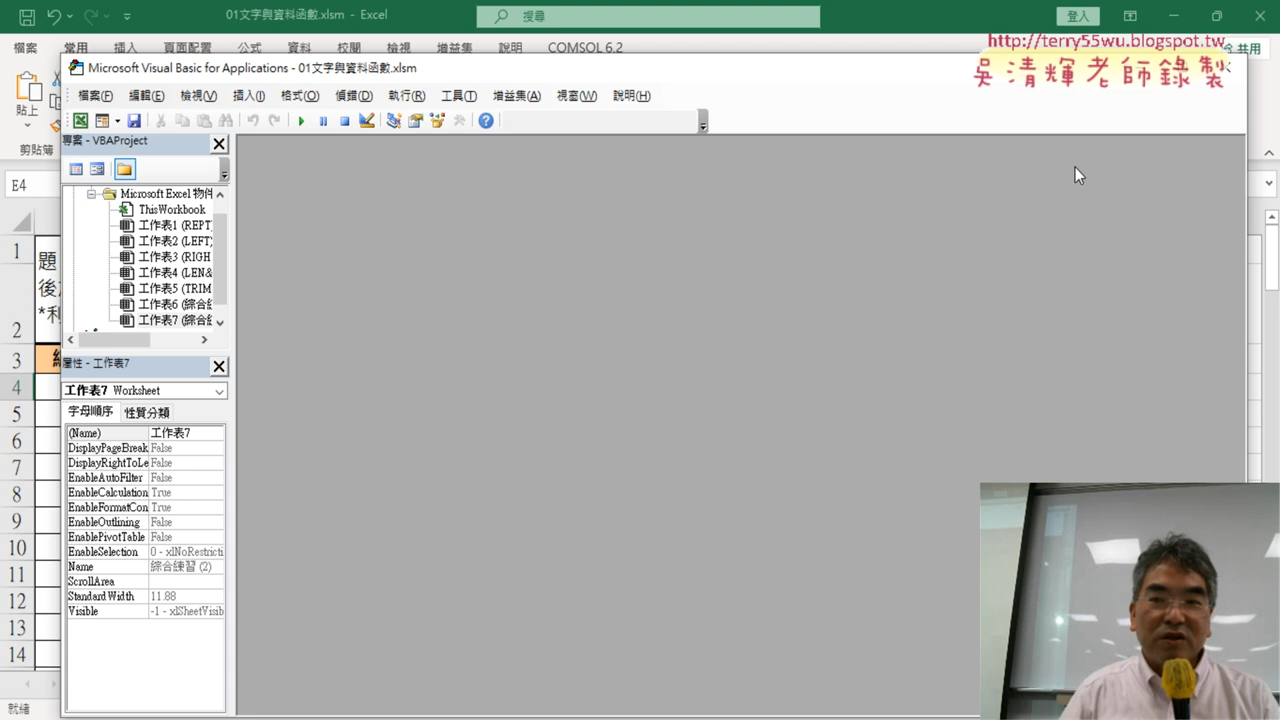 01文字與資料函數.xlsm - Excel
搜尋
登入
檔案 常用 插入 頁面配置 公式 資料 校閱 檢視 增益集 說明 COMSOL 6.2
共用
http://terry55wu.blogspot.tw
吳清輝老師錄製
貼上
剪貼簿
E4
Microsoft Visual Basic for Applications - 01文字與資料函數.xlsm
檔案(F) 編輯(E) 檢視(V) 插入(I) 格式(O) 偵錯(D) 執行(R) 工具(T) 增益集(A) 視窗(W) 說明(H)
專案 - VBAProject
Microsoft Excel 物件
ThisWorkbook
工作表1 (REPT)
工作表2 (LEFT)
工作表3 (RIGH
工作表4 (LEN&
工作表5 (TRIM
工作表6 (綜合
工作表7 (綜合
屬性 - 工作表7
工作表7 Worksheet
字母順序 性質分類
(Name) 工作表7
DisplayPageBreak False
DisplayRightToLe False
EnableAutoFilter False
EnableCalculation True
EnableFormatCon True
EnableOutlining False
EnablePivotTable False
EnableSelection 0 - xlNoRestricti
Name 綜合練習 (2)
ScrollArea
StandardWidth 11.88
Visible -1 - xlSheetVisib
1
題
後
*利
2
3
4
5
6
7
8
9
10
11
12
13
14
就緒